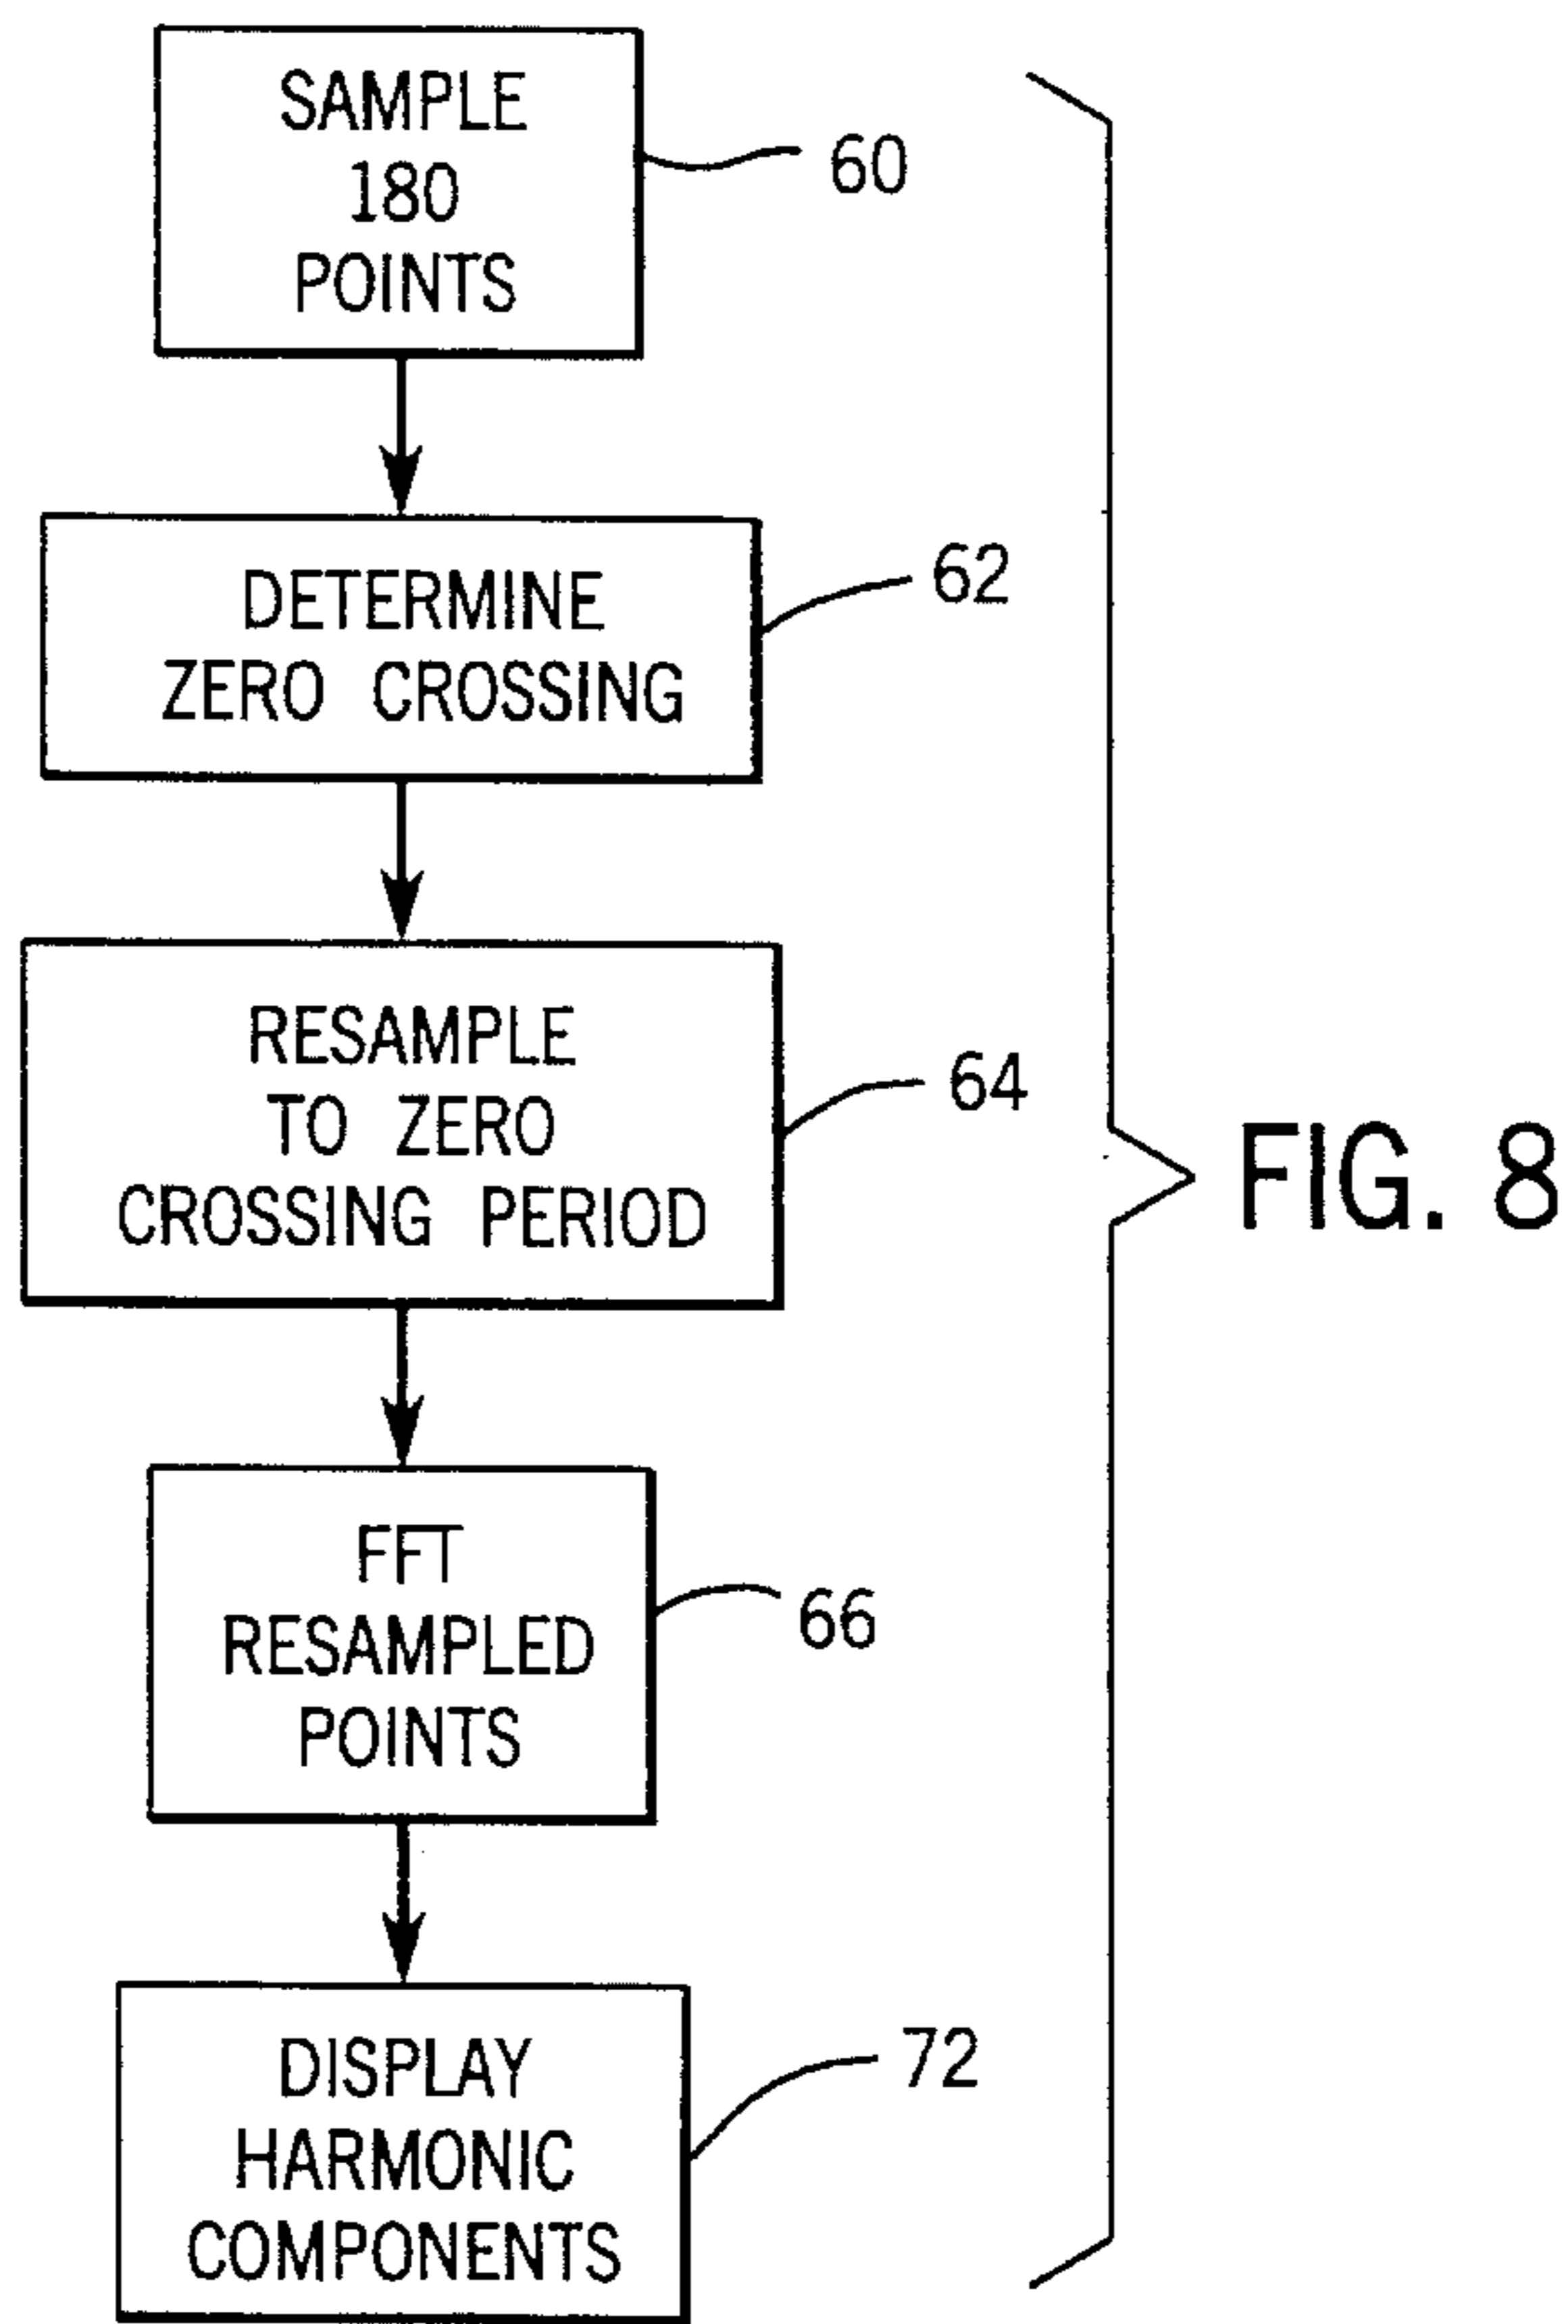 SAMPLE
180
POINTS
60
DETERMINE
ZERO CROSSING
62
RESAMPLE
TO ZERO
CROSSING PERIOD
64
FIG. 8
FFT
RESAMPLED
POINTS
66
DISPLAY
HARMONIC
COMPONENTS
72